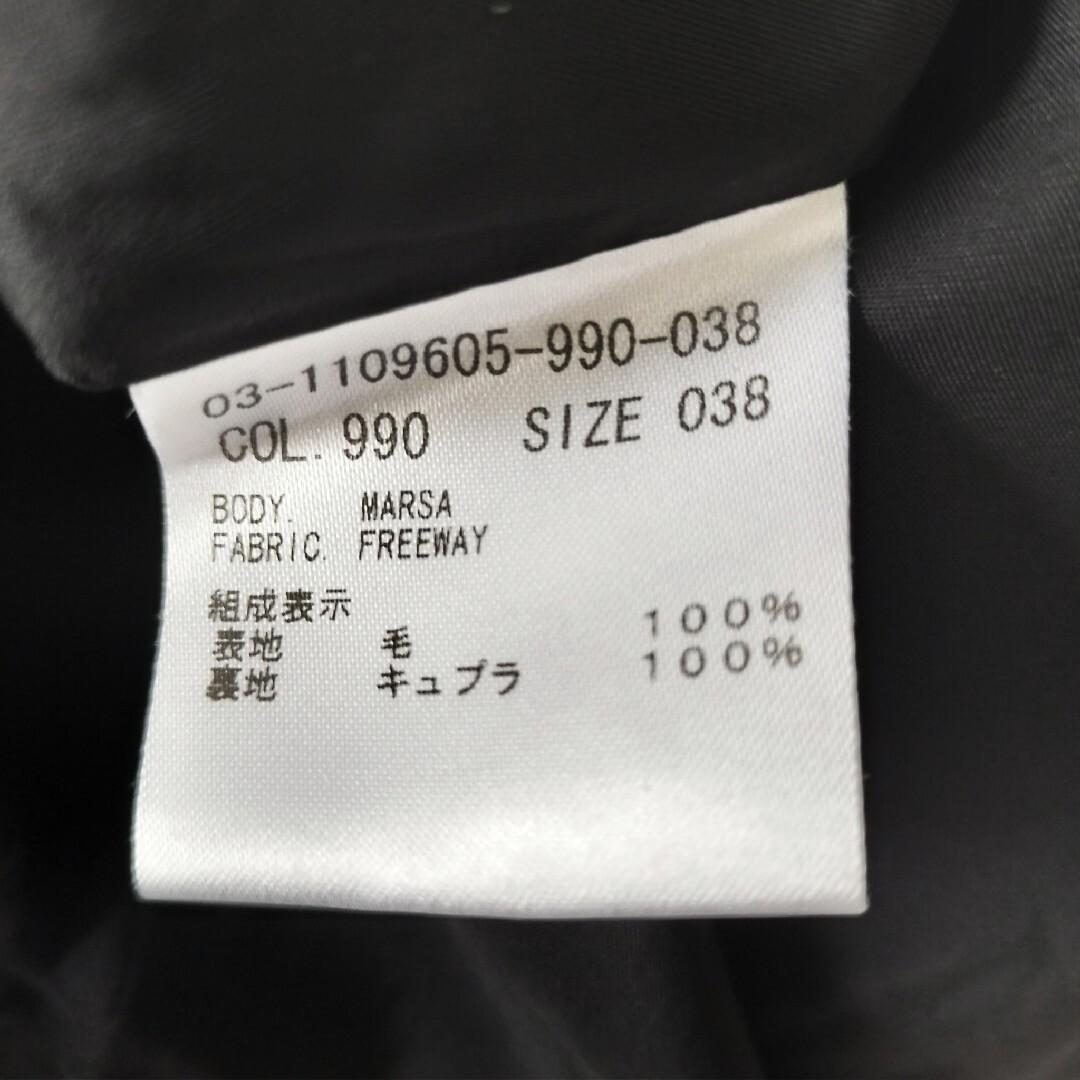 03-1109605-990-038
COL. 990 SIZE 038
BODY. MARSA
FABRIC. FREEWAY
組成表示
表地 毛 100%
裏地 キュプラ 100%